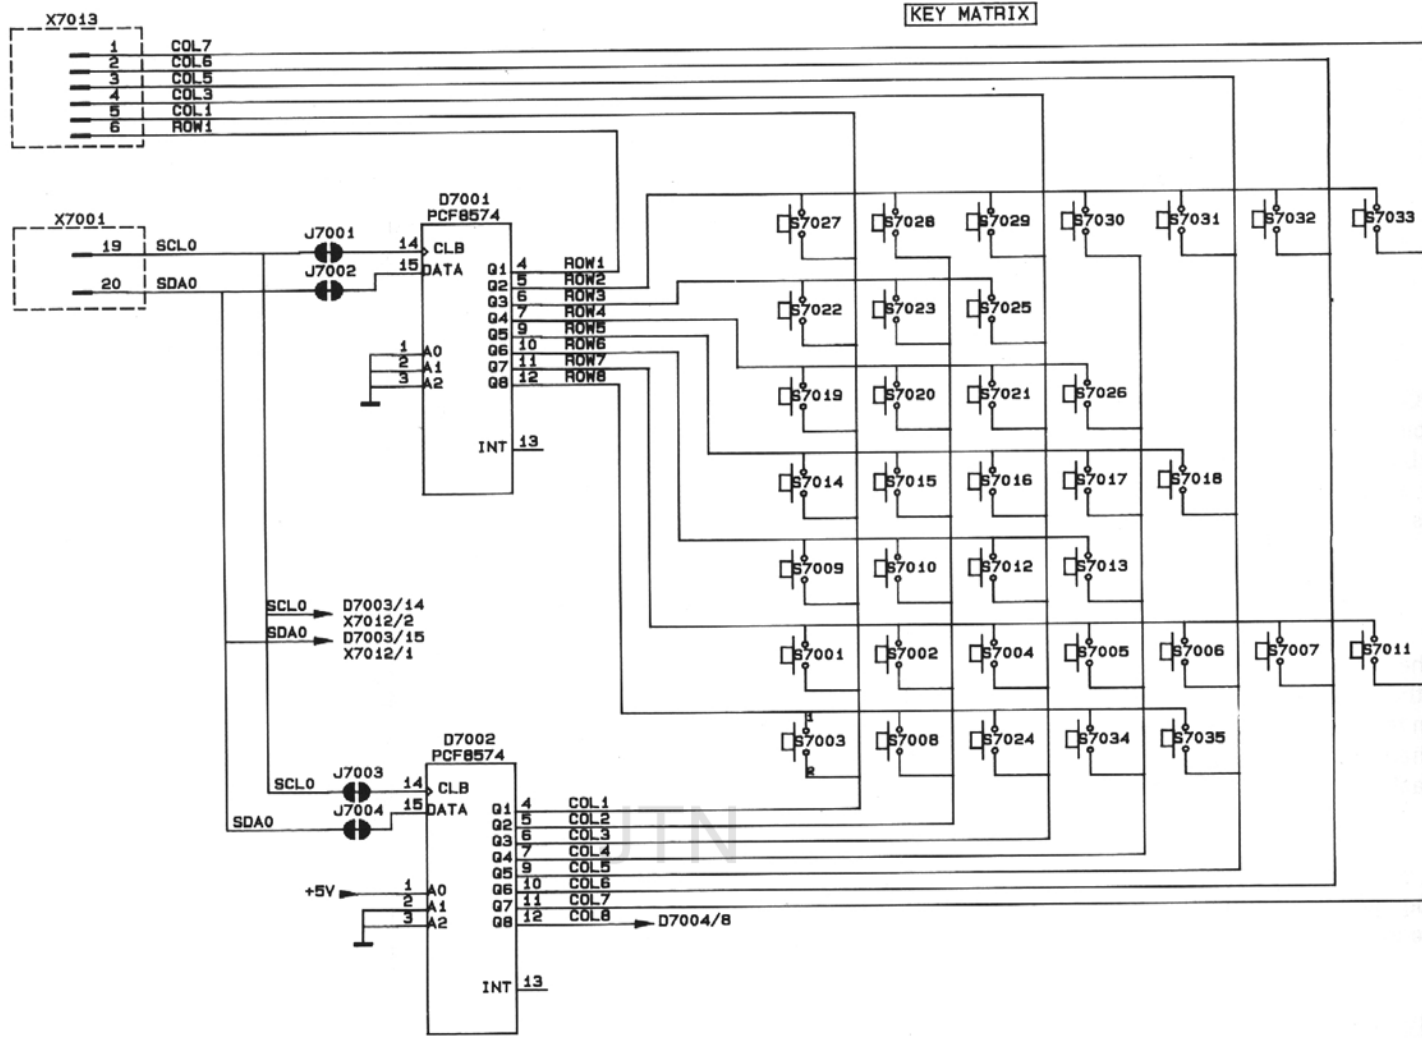 KEY MATRIX
X7013
1 COL7
2 COL6
3 COL5
4 COL3
5 COL1
6 ROW1
X7001
19 SCL0
20 SDA0
J7001
J7002
D7001
PCF8574
14 CLB
15 DATA
1 A0
2 A1
3 A2
Q1 4 ROW1
Q2 5 ROW2
Q3 6 ROW3
Q4 7 ROW4
Q5 9 ROW5
Q6 10 ROW6
Q7 11 ROW7
Q8 12 ROW8
INT 13
S7027 S7028 S7029 S7030 S7031 S7032 S7033
S7022 S7023 S7025
S7019 S7020 S7021 S7026
S7014 S7015 S7016 S7017 S7018
S7009 S7010 S7012 S7013
S7001 S7002 S7004 S7005 S7006 S7007 S7011
1
S7003 S7008 S7024 S7034 S7035
2
SCL0 D7003/14
X7012/2
SDA0 D7003/15
X7012/1
D7002
PCF8574
J7003
SCL0 14 CLB
J7004
SDA0 15 DATA
+5V 1 A0
2 A1
3 A2
Q1 4 COL1
Q2 5 COL2
Q3 6 COL3
Q4 7 COL4
Q5 9 COL5
Q6 10 COL6
Q7 11 COL7
Q8 12 COL8 D7004/8
INT 13
JTN